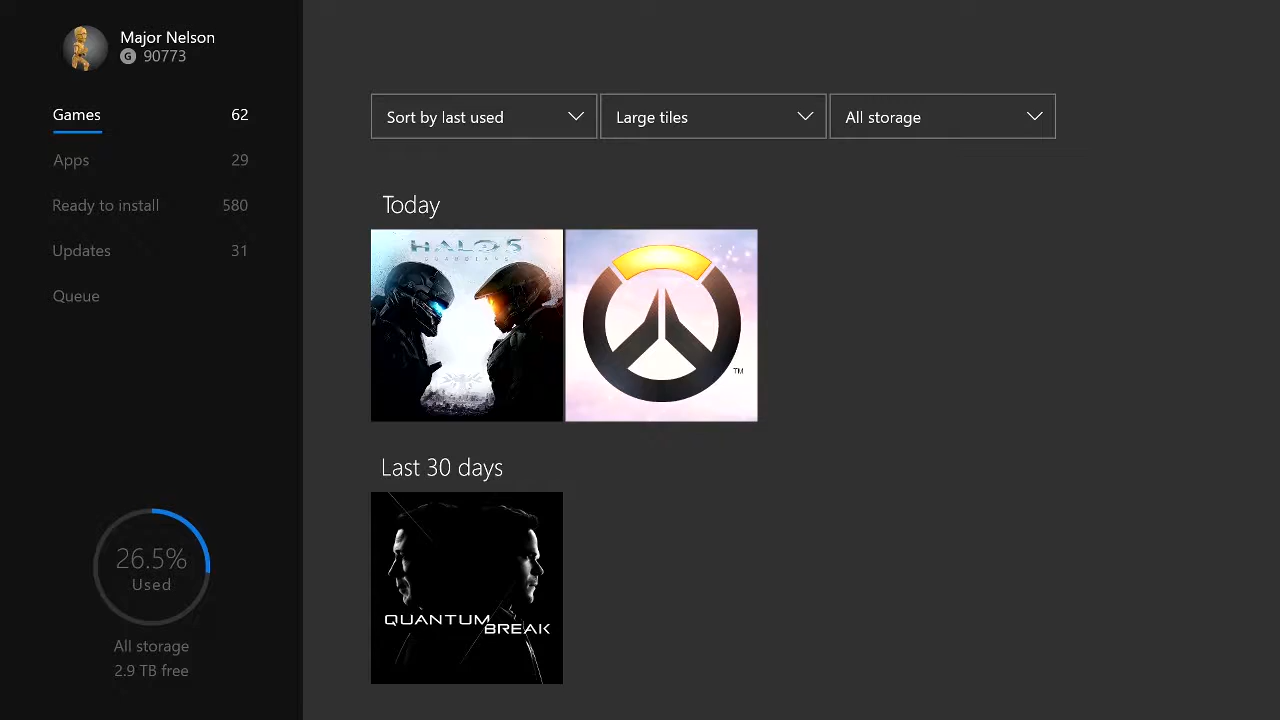 Major Nelson
G 90773
Games 62
Apps 29
Ready to install 580
Updates 31
Queue
26.5%
Used
All storage
2.9 TB free
Sort by last used
Large tiles
All storage
Today
HALO 5
GUARDIANS
TM
Last 30 days
QUANTUM
BREAK